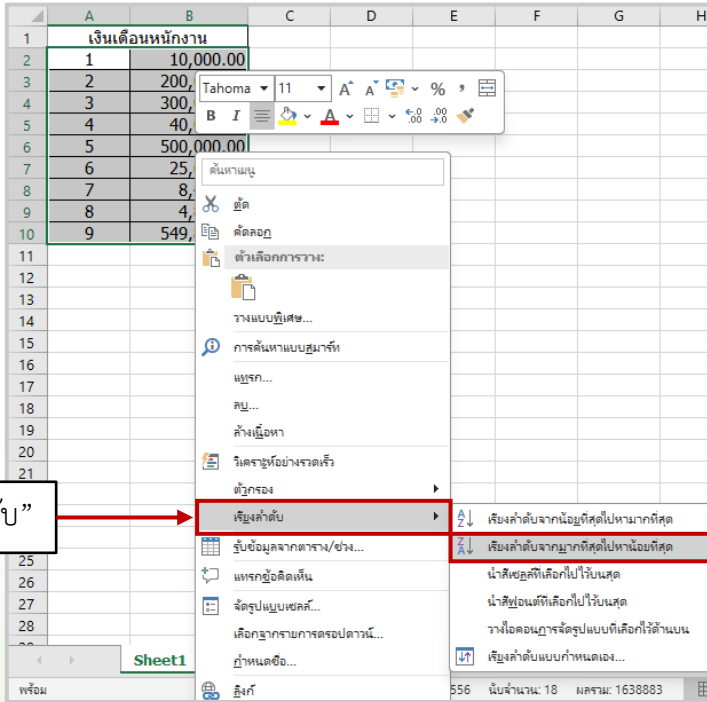 A B C D E F G H
1 เงินเดือนหนักงาน
2 1 10,000.00
3 2 200,
4 3 300,
5 4 40,
6 5 500,000.00
7 6 25,
8 7 8,
9 8 4,
10 9 549,
Tahoma 11 A A % ,
B I A .00 .00
ค้นหาเมนู
ตัด
คัดลอก
ตัวเลือกการวาง:
11
12
13
14
15
16
17
18
19
20
21
วางแบบพิเศษ...
การค้นหาแบบสมาร์ท
แทรก...
ลบ...
ล้างเนื้อหา
วิเคราะห์อย่างรวดเร็ว
ตัวกรอง
ับ”
เรียงลำดับ
เรียงลำดับจากน้อยที่สุดไปหามากที่สุด
เรียงลำดับจากมากที่สุดไปหาน้อยที่สุด
นำสีเซลล์ที่เลือกไปไว้บนสุด
นำสีฟอนต์ที่เลือกไปไว้บนสุด
วางไอคอนการจัดรูปแบบที่เลือกไว้ด้านบน
เรียงลำดับแบบกำหนดเอง...
25
26
27
28
รับข้อมูลจากตาราง/ช่วง...
แทรกข้อคิดเห็น
จัดรูปแบบเซลล์...
เลือกจากรายการดรอปดาวน์...
กำหนดชื่อ...
ลิงก์
Sheet1
พร้อม
556 นับจำนวน: 18 ผลรวม: 1638883